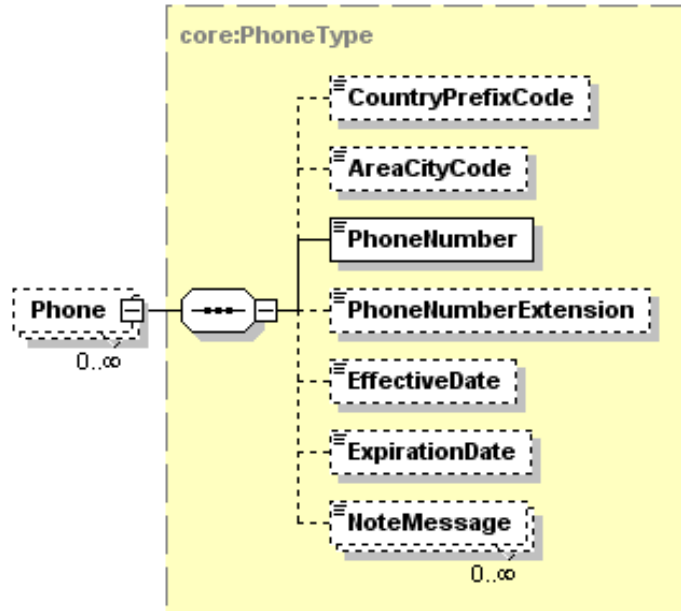 core:PhoneType
CountryPrefixCode
AreaCityCode
PhoneNumber
Phone
0..∞
PhoneNumberExtension
EffectiveDate
ExpirationDate
NoteMessage
0..∞